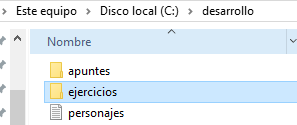 Este equipo > Disco local (C:) > desarrollo
Nombre
apuntes
ejercicios
personajes